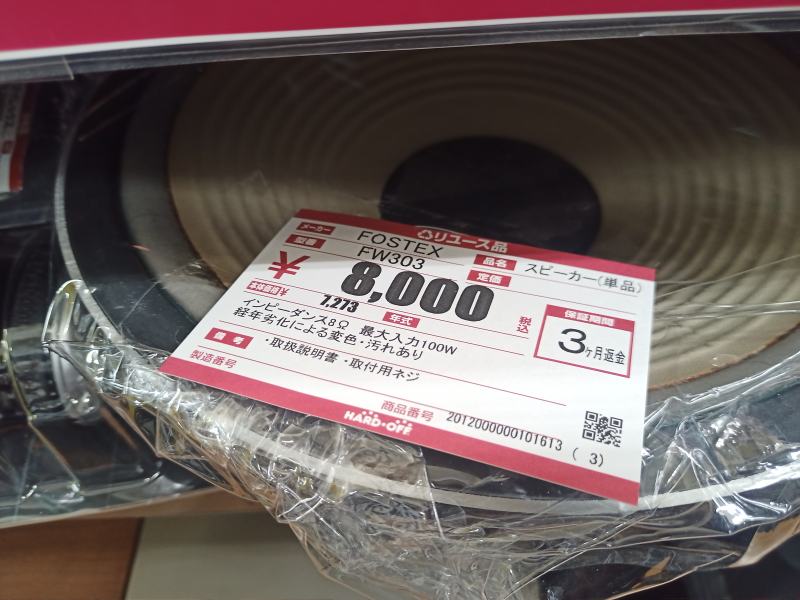 リユース品
メーカー FOSTEX
型番 FW303
品名 スピーカー(単品)
定価
大
8,000 税込
本体価格 7,273
年式
保証期間
3ヶ月返金
インピーダンス8Ω 最大入力100W
経年劣化による変色・汚れあり
備考 ・取扱説明書・取付用ネジ
製造番号
商品番号 2012000000101613 (3)
HARD・OFF